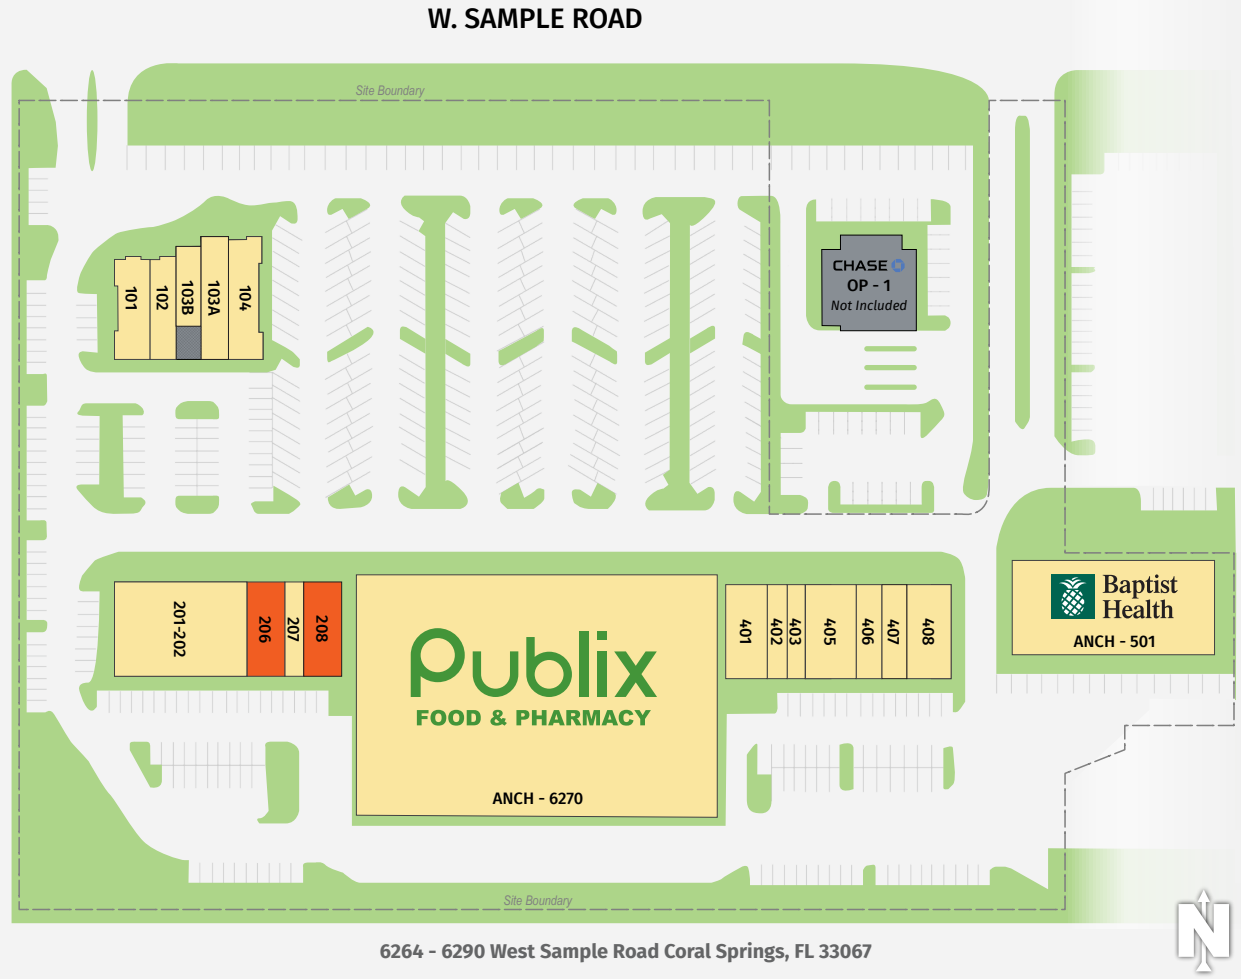 W. SAMPLE ROAD
Site Boundary
101
102
103B
103A
104
CHASE
OP - 1
Not Included
201-202
206
207
208
Publix
FOOD & PHARMACY
ANCH - 6270
401
402
403
405
406
407
408
Baptist
Health
ANCH - 501
Site Boundary
6264 - 6290 West Sample Road Coral Springs, FL 33067
N